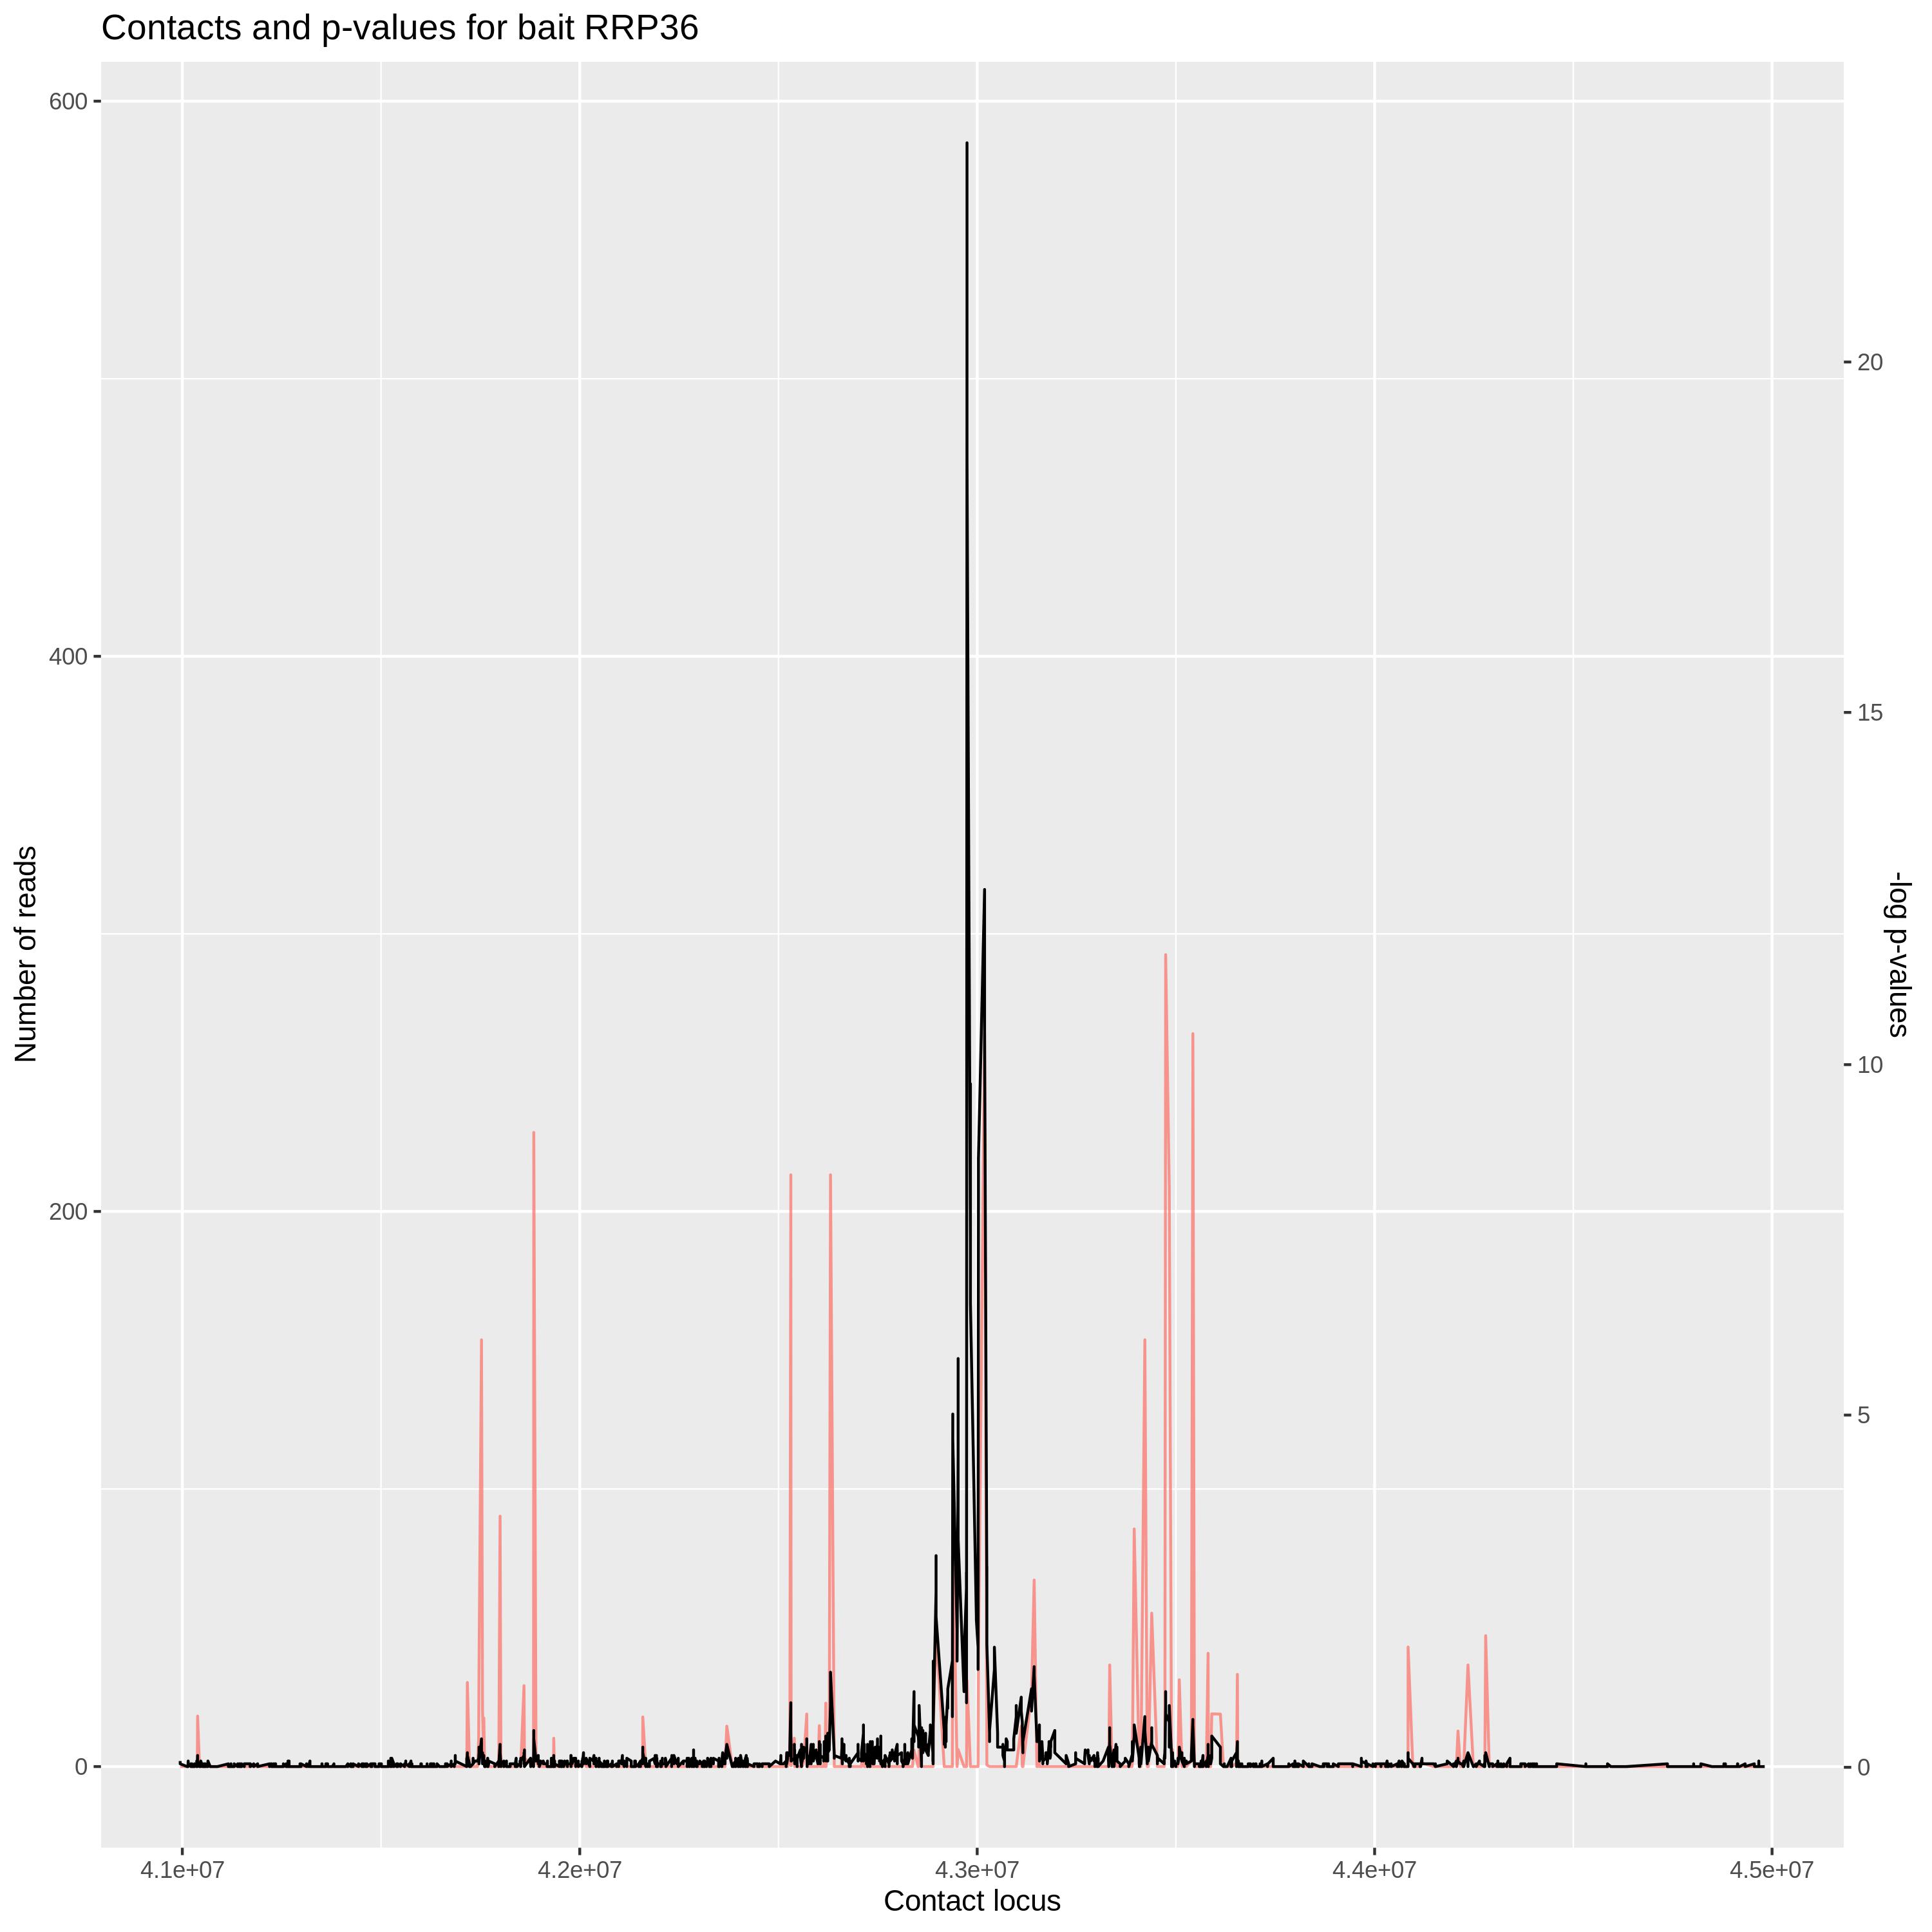 Contacts and p-values for bait RRP36
600
400
200
0
Number of reads
20
15
10
5
0
-log p-values
4.1e+07
4.2e+07
4.3e+07
4.4e+07
4.5e+07
Contact locus